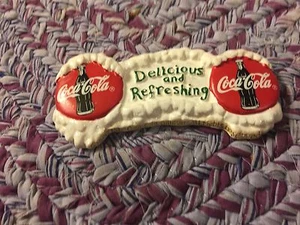 Coca-Cola
Delicious
and
Refreshing
Coca-Cola